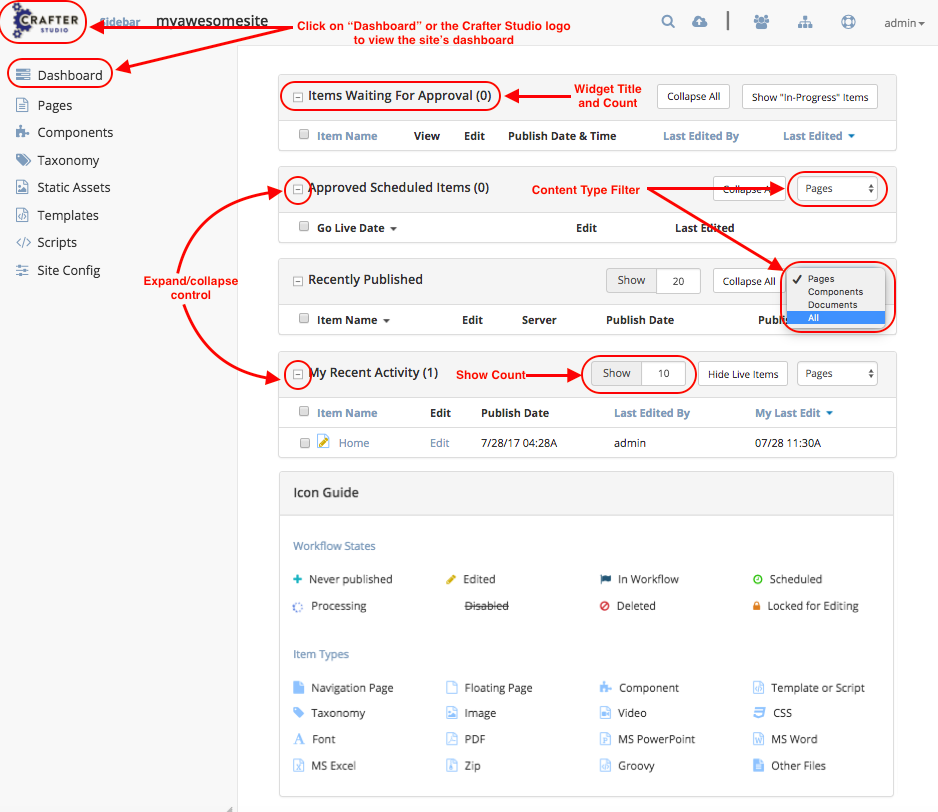 CRAFTER
STUDIO
Sidebar
myawesomesite
Click on “Dashboard” or the Crafter Studio logo
to view the site’s dashboard
admin
Dashboard
Pages
Components
Taxonomy
Static Assets
Templates
Scripts
Site Config
Items Waiting For Approval (0)
Widget Title
and Count
Collapse All
Show "In-Progress" Items
Item Name View Edit Publish Date & Time Last Edited By Last Edited
Approved Scheduled Items (0)
Content Type Filter
Collapse A
Pages
Go Live Date Edit Last Edited
Expand/collapse
control
Recently Published
Show 20
Collapse All
Pages
Components
Documents
All
Item Name Edit Server Publish Date Publi
My Recent Activity (1)
Show Count
Show 10
Hide Live Items
Pages
Item Name Edit Publish Date Last Edited By My Last Edit
Home Edit 7/28/17 04:28A admin 07/28 11:30A
Icon Guide
Workflow States
Never published Edited In Workflow Scheduled
Processing Disabled Deleted Locked for Editing
Item Types
Navigation Page Floating Page Component Template or Script
Taxonomy Image Video CSS
Font PDF MS PowerPoint MS Word
MS Excel Zip Groovy Other Files